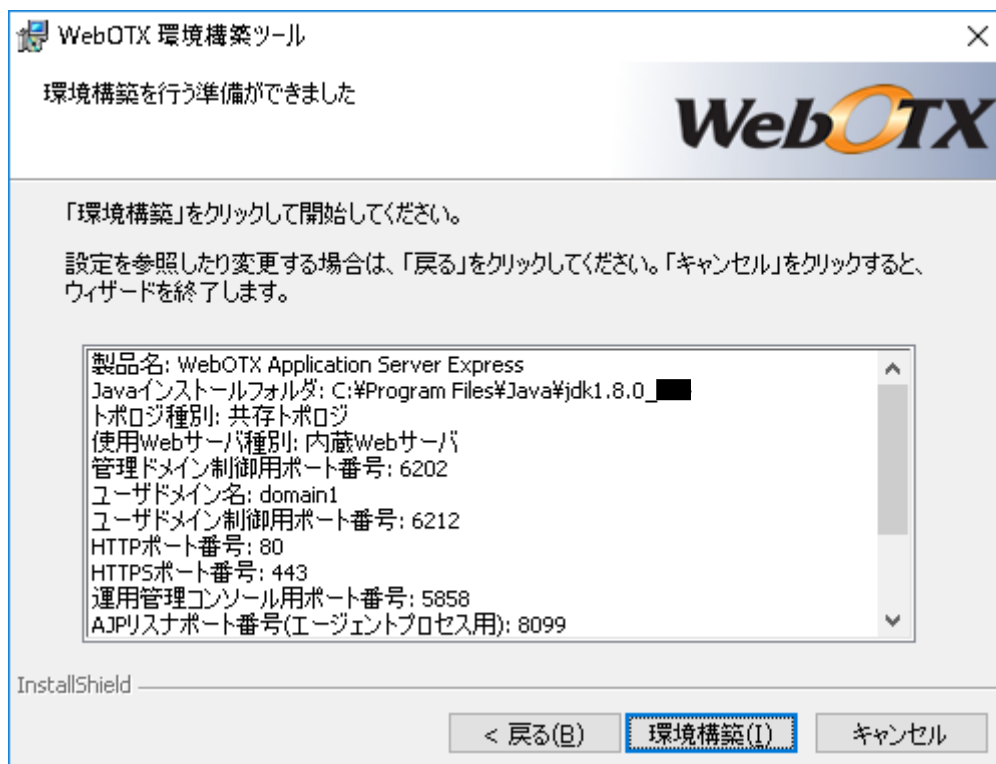 WebOTX 環境構築ツール
環境構築を行う準備ができました
WebOTX
「環境構築」をクリックして開始してください。
設定を参照したり変更する場合は、「戻る」をクリックしてください。「キャンセル」をクリックすると、
ウィザードを終了します。
製品名: WebOTX Application Server Express
Javaインストールフォルダ: C:¥Program Files¥Java¥jdk1.8.0_
トポロジ種別: 共存トポロジ
使用Webサーバ種別: 内蔵Webサーバ
管理ドメイン制御用ポート番号: 6202
ユーザドメイン名: domain1
ユーザドメイン制御用ポート番号: 6212
HTTPポート番号: 80
HTTPSポート番号: 443
運用管理コンソール用ポート番号: 5858
AJPリスナポート番号(エージェントプロセス用): 8099
InstallShield
< 戻る(B)
環境構築(I)
キャンセル